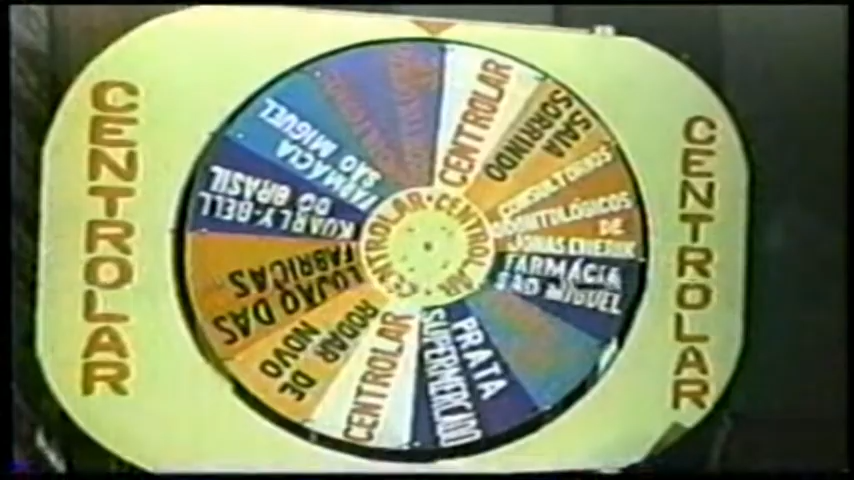 CENTROLAR
CENTROLAR
CENTROLAR
SAIA
SORRINDO
CONSULTÓRIOS
ODONTOLÓGICOS
DE
FARMÁCIA
SÃO MIGUEL
PRATA
SUPERMERCADO
CENTROLAR
RODAR DE
NOVO
LOJÃO DAS
FÁBRICAS
KUARLY-BELL
DO BRASIL
FARMÁCIA
SÃO MIGUEL
CENTROLAR·CENTROLAR·CENTROLAR